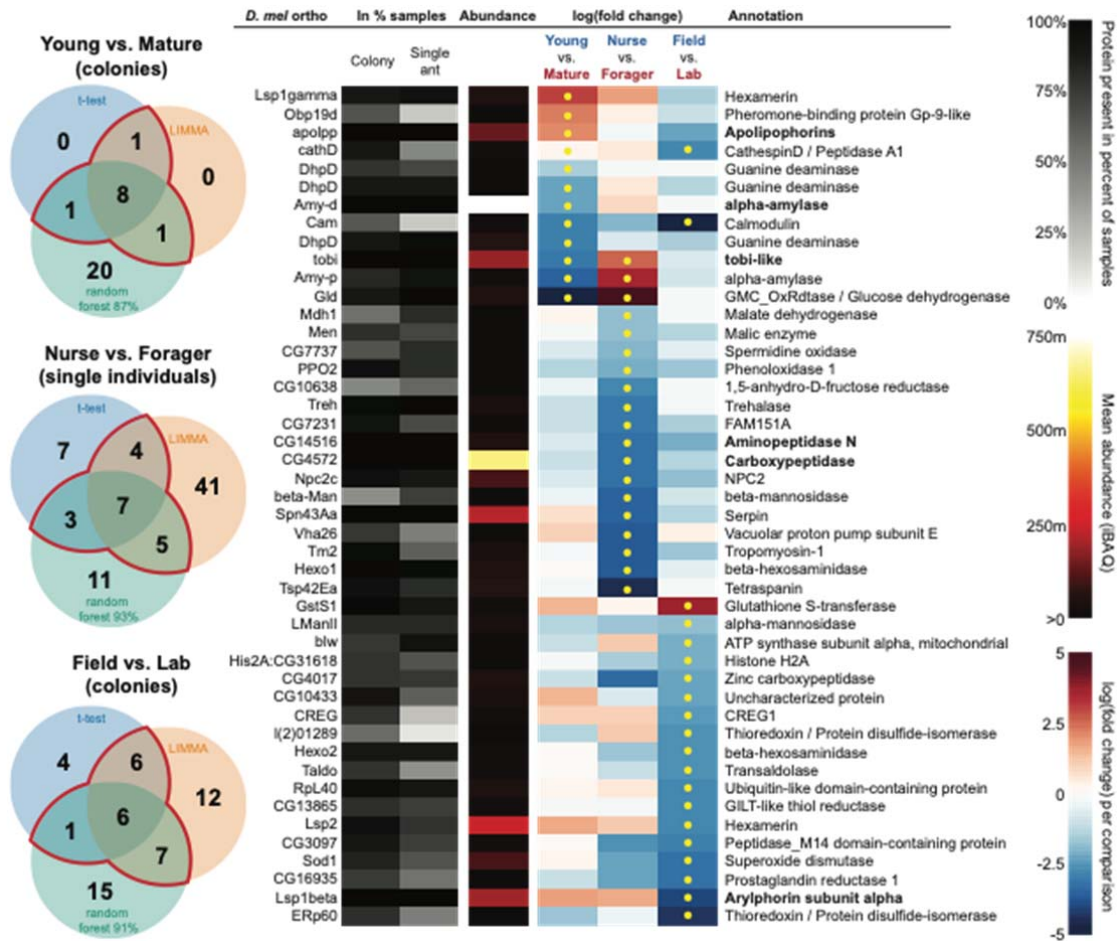 Young vs. Mature
(colonies)
t-test
LIMMA
0
1
0
8
1
1
20
random
forest 87%
Nurse vs. Forager
(single individuals)
t-test
LIMMA
7
4
41
3
7
5
11
random
forest 93%
Field vs. Lab
(colonies)
t-test
LIMMA
4
6
12
1
6
7
15
random
forest 91%
D. mel ortho In % samples Abundance log(fold change) Annotation
Colony Single ant Young vs. Mature Nurse vs. Forager Field vs. Lab
Lsp1gamma Hexamerin
Obp19d Pheromone-binding protein Gp-9-like
apolpp Apolipophorins
cathD CathespinD / Peptidase A1
DhpD Guanine deaminase
DhpD Guanine deaminase
Amy-d alpha-amylase
Cam Calmodulin
DhpD Guanine deaminase
tobi tobi-like
Amy-p alpha-amylase
Gld GMC_OxRdtase / Glucose dehydrogenase
Mdh1 Malate dehydrogenase
Men Malic enzyme
CG7737 Spermidine oxidase
PPO2 Phenoloxidase 1
CG10638 1,5-anhydro-D-fructose reductase
Treh Trehalase
CG7231 FAM151A
CG14516 Aminopeptidase N
CG4572 Carboxypeptidase
Npc2c NPC2
beta-Man beta-mannosidase
Spn43Aa Serpin
Vha26 Vacuolar proton pump subunit E
Tm2 Tropomyosin-1
Hexo1 beta-hexosaminidase
Tsp42Ea Tetraspanin
GstS1 Glutathione S-transferase
LManII alpha-mannosidase
blw ATP synthase subunit alpha, mitochondrial
His2A:CG31618 Histone H2A
CG4017 Zinc carboxypeptidase
CG10433 Uncharacterized protein
CREG CREG1
l(2)01289 Thioredoxin / Protein disulfide-isomerase
Hexo2 beta-hexosaminidase
Taldo Transaldolase
RpL40 Ubiquitin-like domain-containing protein
CG13865 GILT-like thiol reductase
Lsp2 Hexamerin
CG3097 Peptidase_M14 domain-containing protein
Sod1 Superoxide dismutase
CG16935 Prostaglandin reductase 1
Lsp1beta Arylphorin subunit alpha
ERp60 Thioredoxin / Protein disulfide-isomerase
100%
75%
50%
25%
0%
Protein present in percent of samples
750m
500m
250m
>0
Mean abundance (iBAQ)
5
2.5
0
-2.5
-5
log(fold change) per comparison